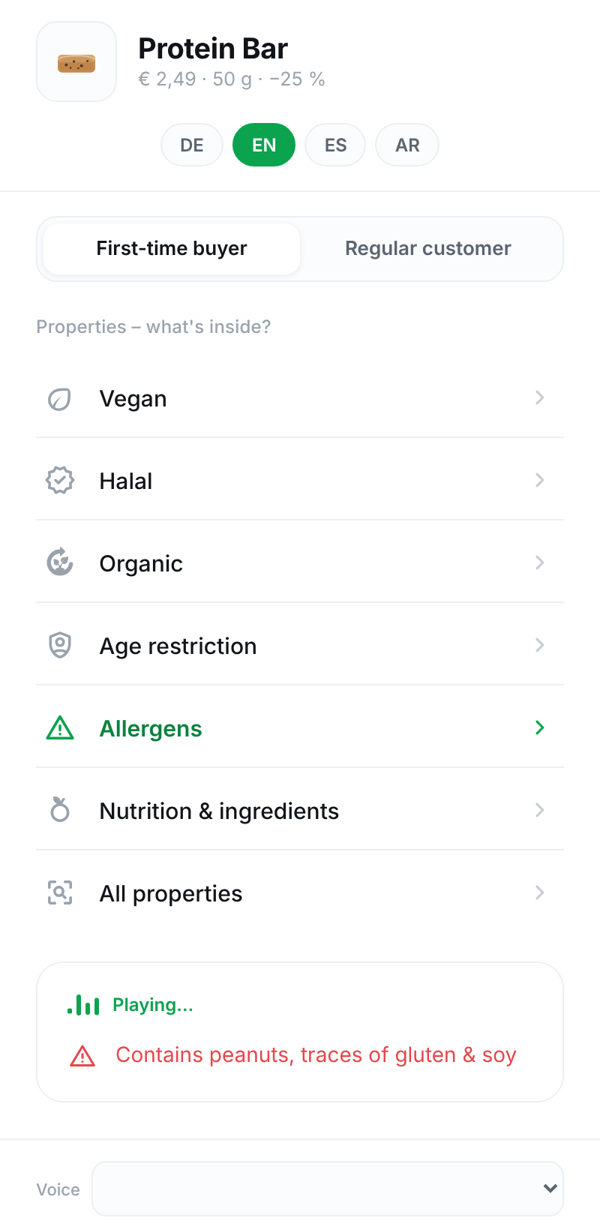 Protein Bar
€ 2,49 · 50 g · −25 %
DE EN ES AR
First-time buyer Regular customer
Properties – what's inside?
Vegan
Halal
Organic
Age restriction
Allergens
Nutrition & ingredients
All properties
Playing…
Contains peanuts, traces of gluten & soy
Voice